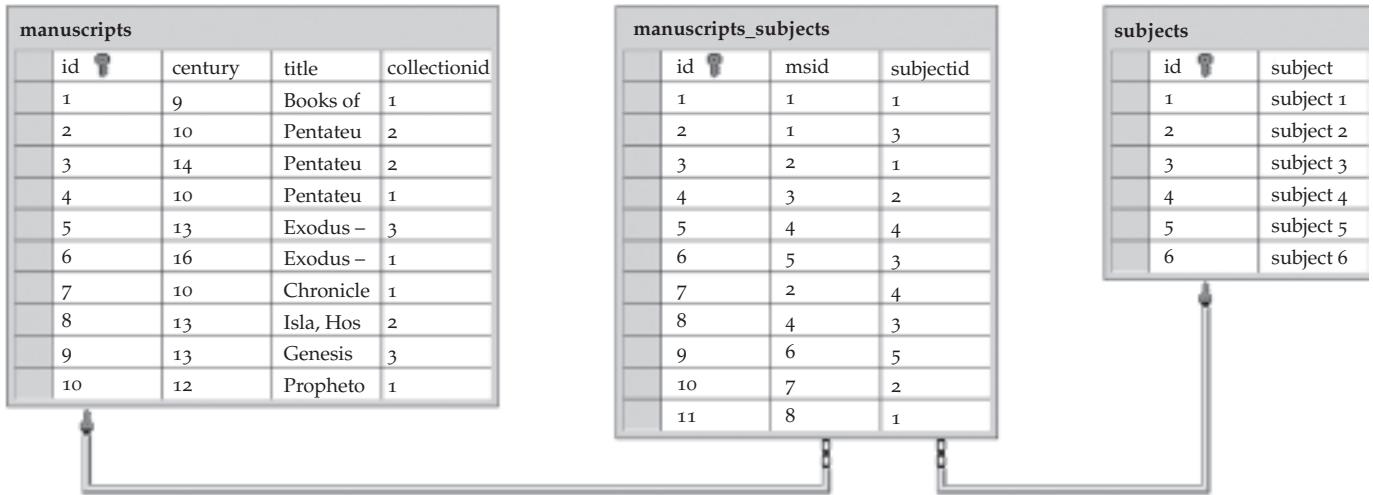 manuscripts
id century title collectionid
1 9 Books of 1
2 10 Pentateu 2
3 14 Pentateu 2
4 10 Pentateu 1
5 13 Exodus – 3
6 16 Exodus – 1
7 10 Chronicle 1
8 13 Isla, Hos 2
9 13 Genesis 3
10 12 Propheto 1
manuscripts_subjects
id msid subjectid
1 1 1
2 1 3
3 2 1
4 3 2
5 4 4
6 5 3
7 2 4
8 4 3
9 6 5
10 7 2
11 8 1
subjects
id subject
1 subject 1
2 subject 2
3 subject 3
4 subject 4
5 subject 5
6 subject 6